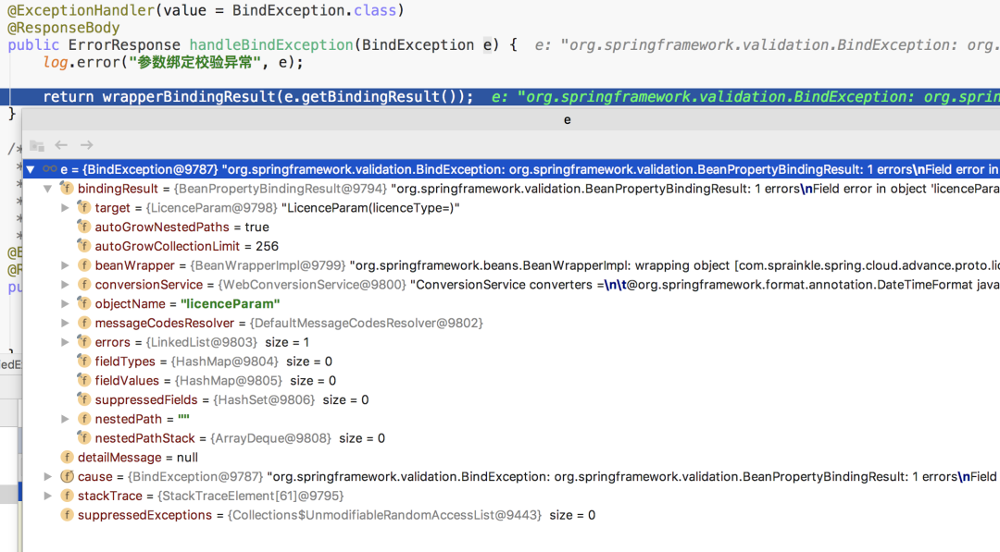 @ExceptionHandler(value = BindException.class)
@ResponseBody
public ErrorResponse handleBindException(BindException e) {  e: "org.springframework.validation.BindException: org.
log.error("参数绑定校验异常", e);
return wrapperBindingResult(e.getBindingResult());  e: "org.springframework.validation.BindException: org.sprin
}
e
/*
*
*
*
*
*
@E
@R
pu
}
edE
e = {BindException@9787} "org.springframework.validation.BindException: org.springframework.validation.BeanPropertyBindingResult: 1 errors\nField error in
bindingResult = {BeanPropertyBindingResult@9794} "org.springframework.validation.BeanPropertyBindingResult: 1 errors\nField error in object 'licencePara
target = {LicenceParam@9798} "LicenceParam(licenceType=)"
autoGrowNestedPaths = true
autoGrowCollectionLimit = 256
beanWrapper = {BeanWrapperImpl@9799} "org.springframework.beans.BeanWrapperImpl: wrapping object [com.sprainkle.spring.cloud.advance.proto.lic
conversionService = {WebConversionService@9800} "ConversionService converters =\n\t@org.springframework.format.annotation.DateTimeFormat java
objectName = "licenceParam"
messageCodesResolver = {DefaultMessageCodesResolver@9802}
errors = {LinkedList@9803}  size = 1
fieldTypes = {HashMap@9804}  size = 0
fieldValues = {HashMap@9805}  size = 0
suppressedFields = {HashSet@9806}  size = 0
nestedPath = ""
nestedPathStack = {ArrayDeque@9808}  size = 0
detailMessage = null
cause = {BindException@9787} "org.springframework.validation.BindException: org.springframework.validation.BeanPropertyBindingResult: 1 errors\nField
stackTrace = {StackTraceElement[61]@9795}
suppressedExceptions = {Collections$UnmodifiableRandomAccessList@9443}  size = 0